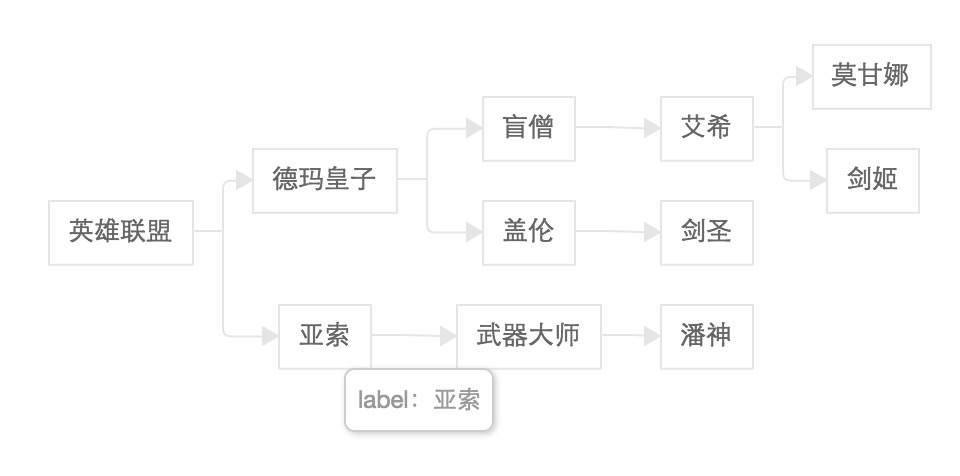 莫甘娜
盲僧
艾希
德玛皇子
剑姬
英雄联盟
盖伦
剑圣
亚索
武器大师
潘神
label：亚索